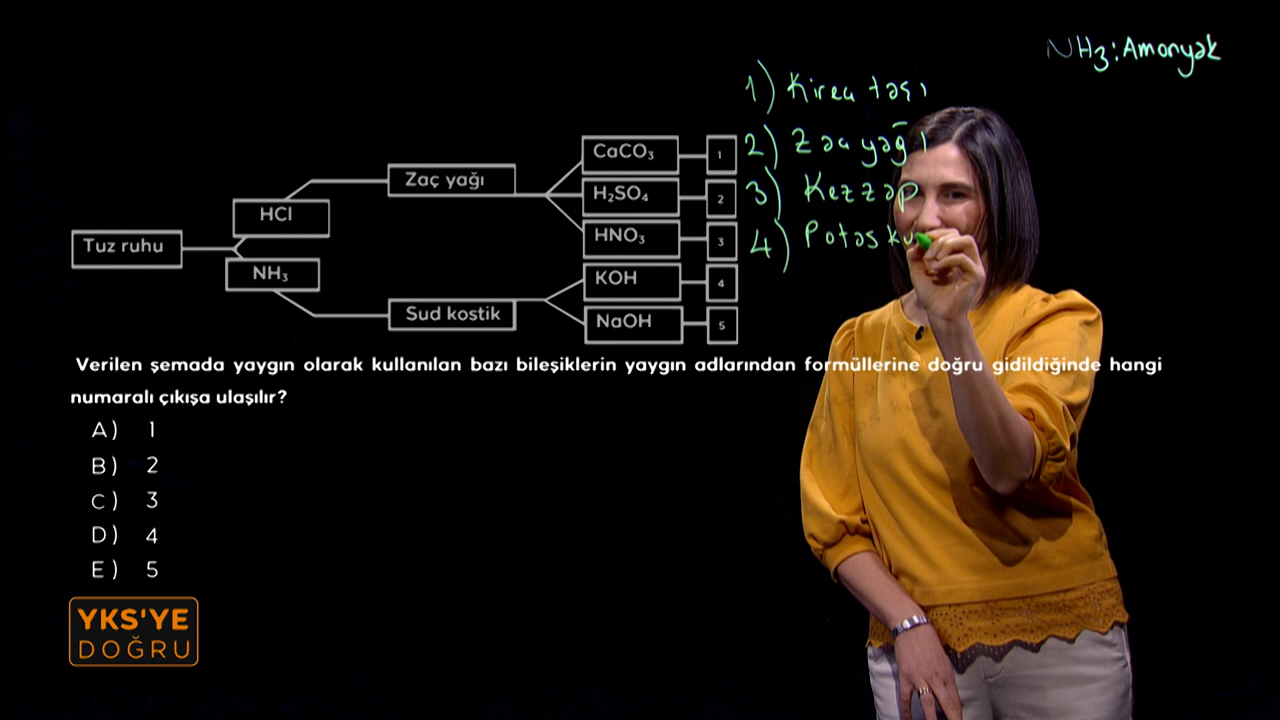 NH3:Amonyak
1) Kireç taşı
2) Zaç yağı
3) Kezzap
4) Potas ku
CaCO₃
1
Zaç yağı
H₂SO₄
2
HCl
HNO₃
3
Tuz ruhu
NH₃
KOH
4
Sud kostik
NaOH
5
Verilen şemada yaygın olarak kullanılan bazı bileşiklerin yaygın adlarından formüllerine doğru gidildiğinde hangi
numaralı çıkışa ulaşılır?
A) 1
B) 2
C) 3
D) 4
E) 5
YKS'YE
DOĞRU